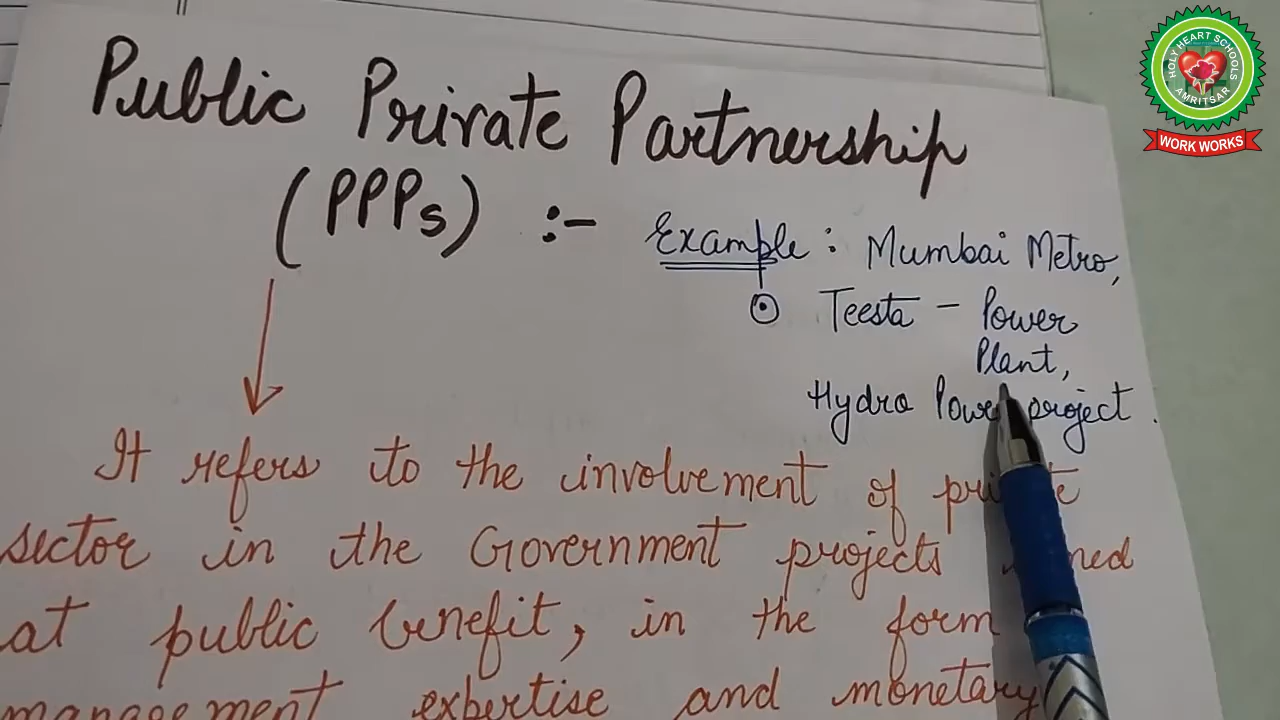 Public Private Partnership
(PPPs) :-
Example : Mumbai Metro,
Teesta - Power
Plant,
Hydro Power project.
It refers to the involvement of
sector in the Government projects
at public benefit, in the form
management expertise and monetary
HOLY HEART SCHOOLS
AMRITSAR
WORK WORKS